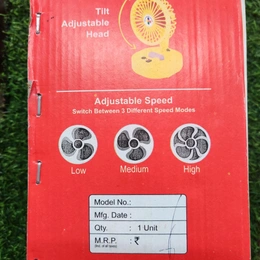 Tilt
Adjustable
Head
Adjustable Speed
Switch Between 3 Different Speed Modes
Low Medium High
Model No.:
Mfg. Date :
Qty. : 1 Unit
M.R.P. : ₹